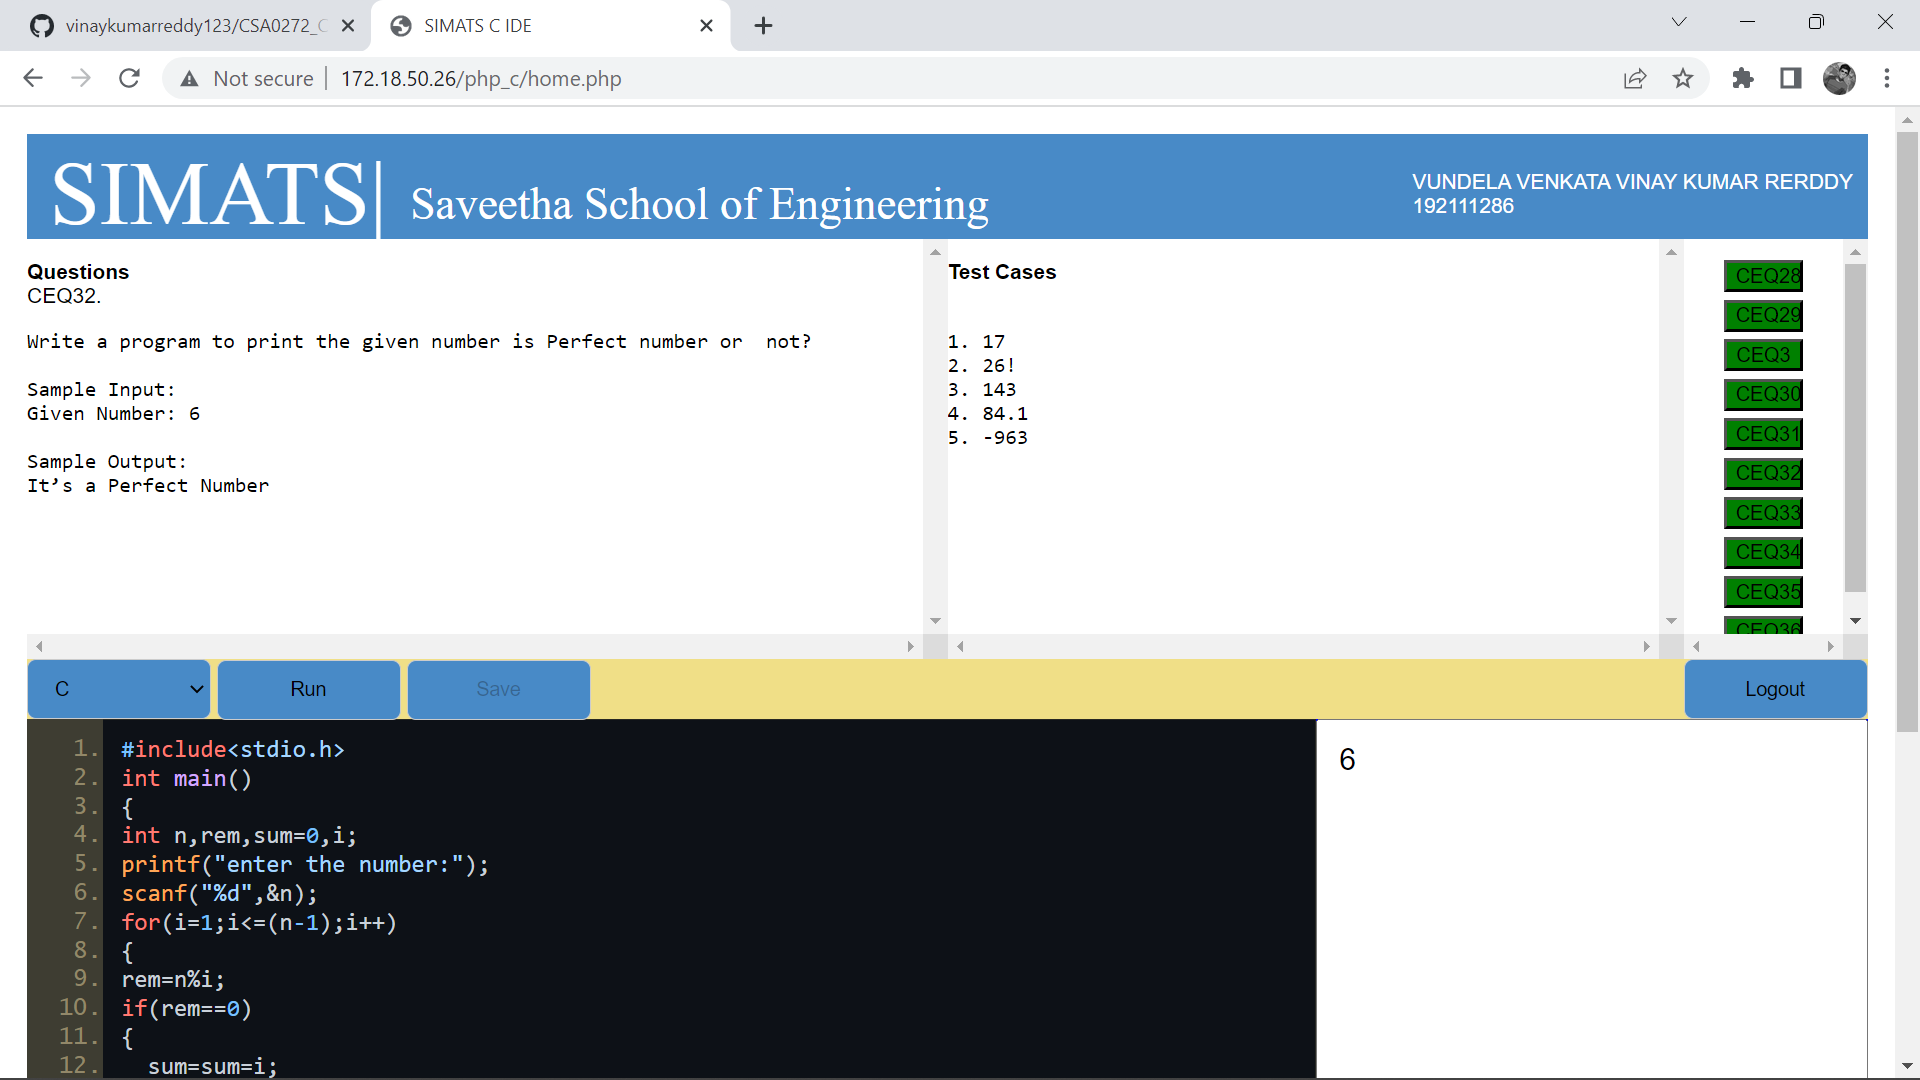 vinaykumarreddy123/CSA0272_C
SIMATS C IDE
Not secure
172.18.50.26/php_c/home.php
SIMATS| Saveetha School of Engineering
VUNDELA VENKATA VINAY KUMAR RERDDY
192111286
Questions
CEQ32.
Write a program to print the given number is Perfect number or  not?
Sample Input:
Given Number: 6
Sample Output:
It’s a Perfect Number
Test Cases
1. 17
2. 26!
3. 143
4. 84.1
5. -963
CEQ28
CEQ29
CEQ3
CEQ30
CEQ31
CEQ32
CEQ33
CEQ34
CEQ35
CEQ36
C
Run
Save
Logout
1. #include<stdio.h>
2. int main()
3. {
4. int n,rem,sum=0,i;
5. printf("enter the number:");
6. scanf("%d",&n);
7. for(i=1;i<=(n-1);i++)
8. {
9. rem=n%i;
10. if(rem==0)
11. {
12.   sum=sum=i;
6